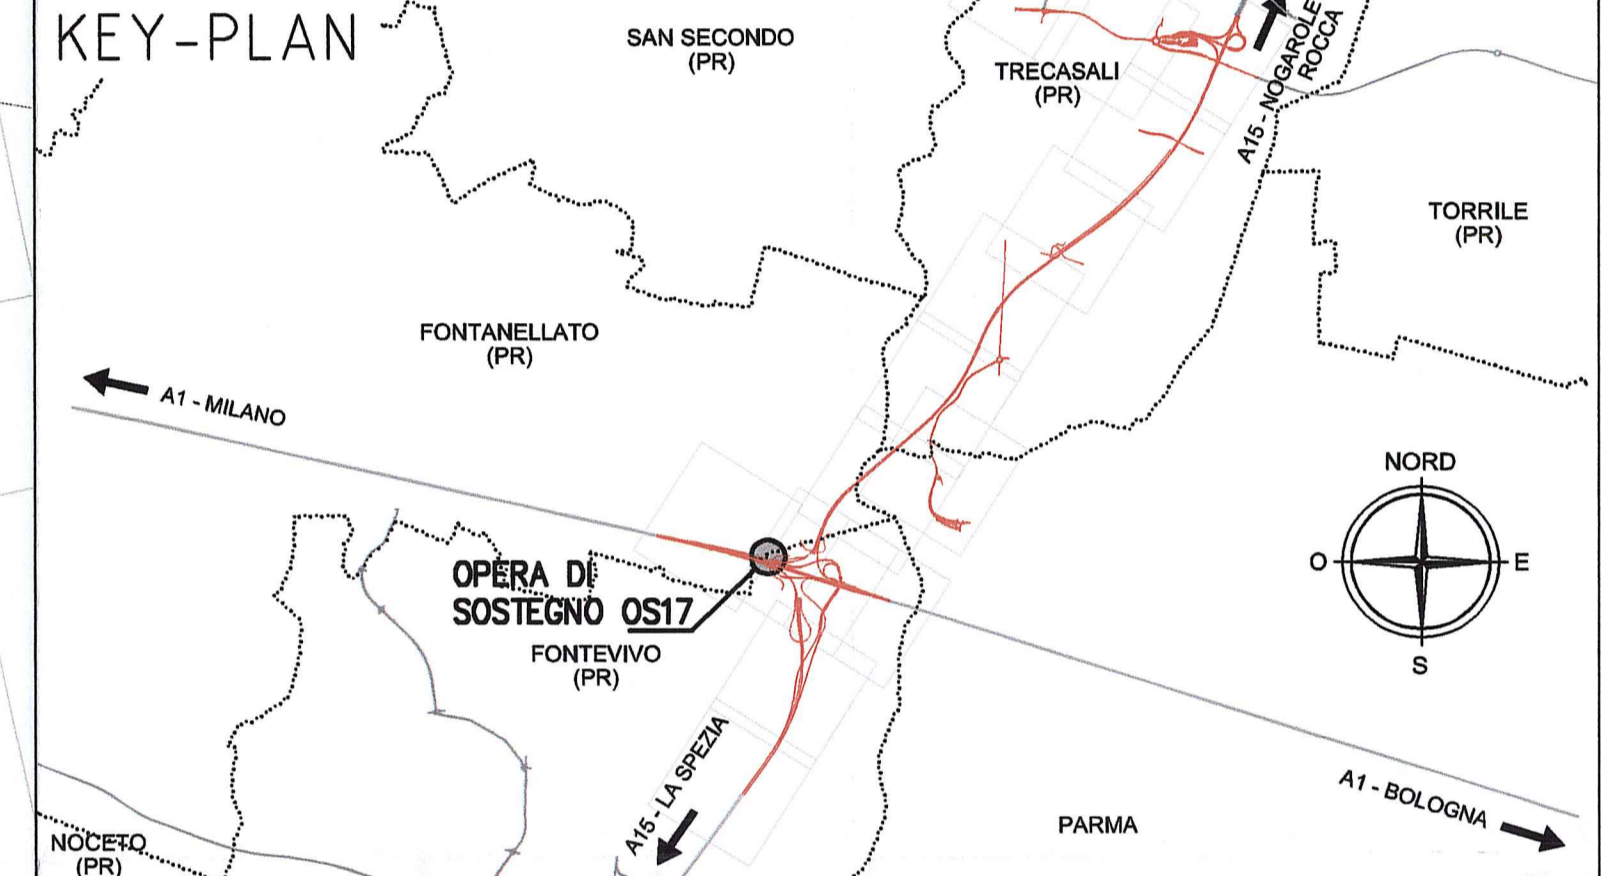 KEY-PLAN
SAN SECONDO
(PR)
TRECASALI
(PR)
A15 - NOGAROLE
ROCCA
TORRILE
(PR)
FONTANELLATO
(PR)
A1 - MILANO
NORD
O
E
S
OPERA DI
SOSTEGNO OS17
FONTEVIVO
(PR)
A15 - LA SPEZIA
A1 - BOLOGNA
PARMA
NOCETO
(PR)